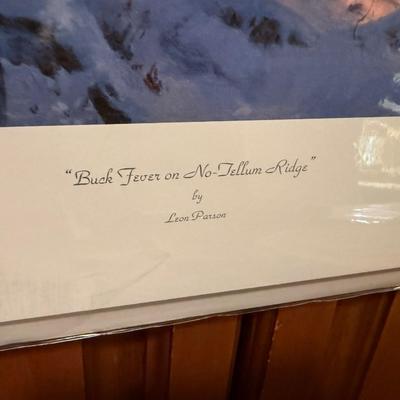 "Buck Fever on No-Tellum Ridge"
by
Leon Parson